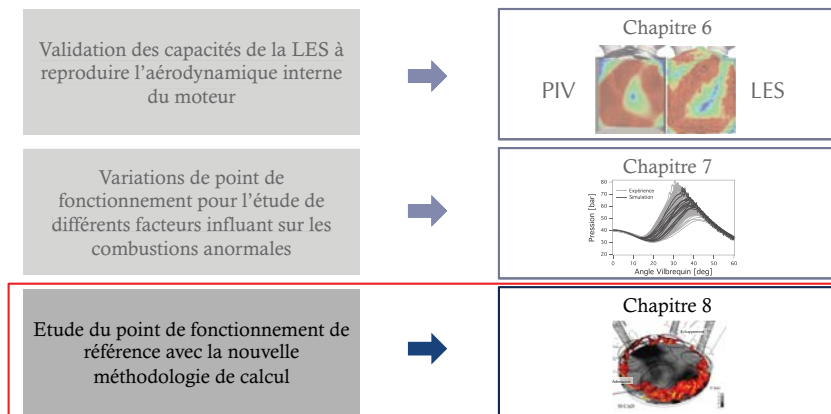 Validation des capacités de la LES à
reproduire l'aérodynamique interne
du moteur
Chapitre 6
PIV
LES
Variations de point de
fonctionnement pour l'étude de
différents facteurs influant sur les
combustions anormales
Chapitre 7
Pression [bar]
80
70
60
50
40
30
20
Expérience
Simulation
0
10
20
30
40
50
60
Angle Vilbrequin [deg]
Etude du point de fonctionnement de
référence avec la nouvelle
méthodologie de calcul
Chapitre 8
Echappement